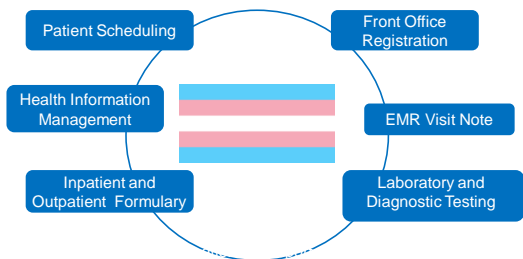 Patient Scheduling
Front Office
Registration
Health Information
Management
EMR Visit Note
Inpatient and
Outpatient Formulary
Laboratory and
Diagnostic Testing